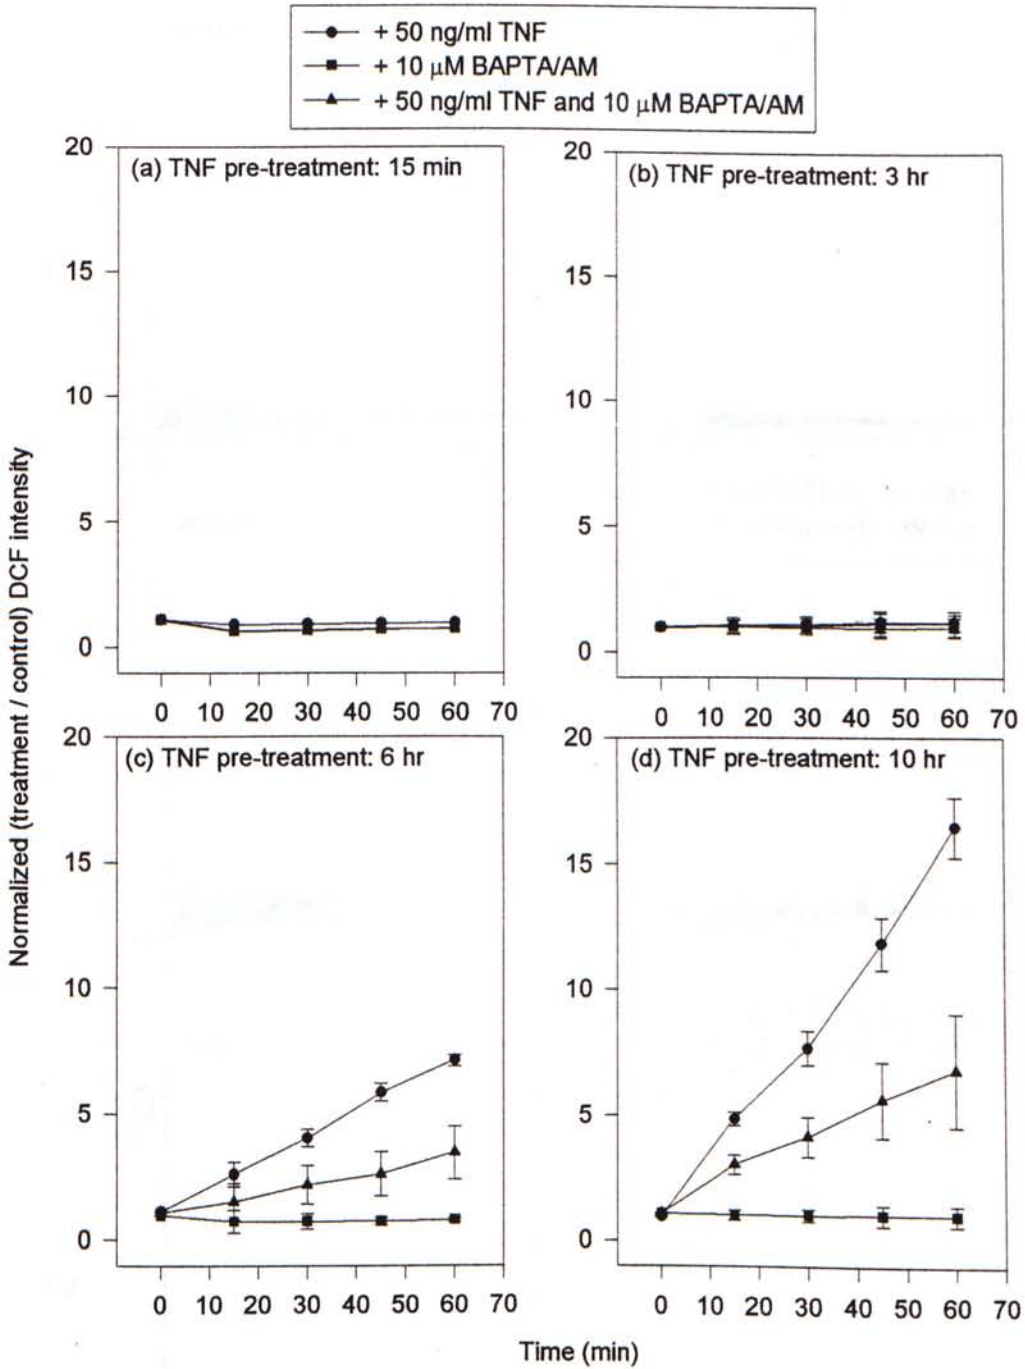 + 50 ng/ml TNF
+ 10 µM BAPTA/AM
+ 50 ng/ml TNF and 10 µM BAPTA/AM
(a) TNF pre-treatment: 15 min
20
15
10
5
0
0 10 20 30 40 50 60 70
(b) TNF pre-treatment: 3 hr
20
15
10
5
0
0 10 20 30 40 50 60 70
(c) TNF pre-treatment: 6 hr
20
15
10
5
0
0 10 20 30 40 50 60 70
(d) TNF pre-treatment: 10 hr
20
15
10
5
0
0 10 20 30 40 50 60 70
Normalized (treatment / control) DCF intensity
Time (min)